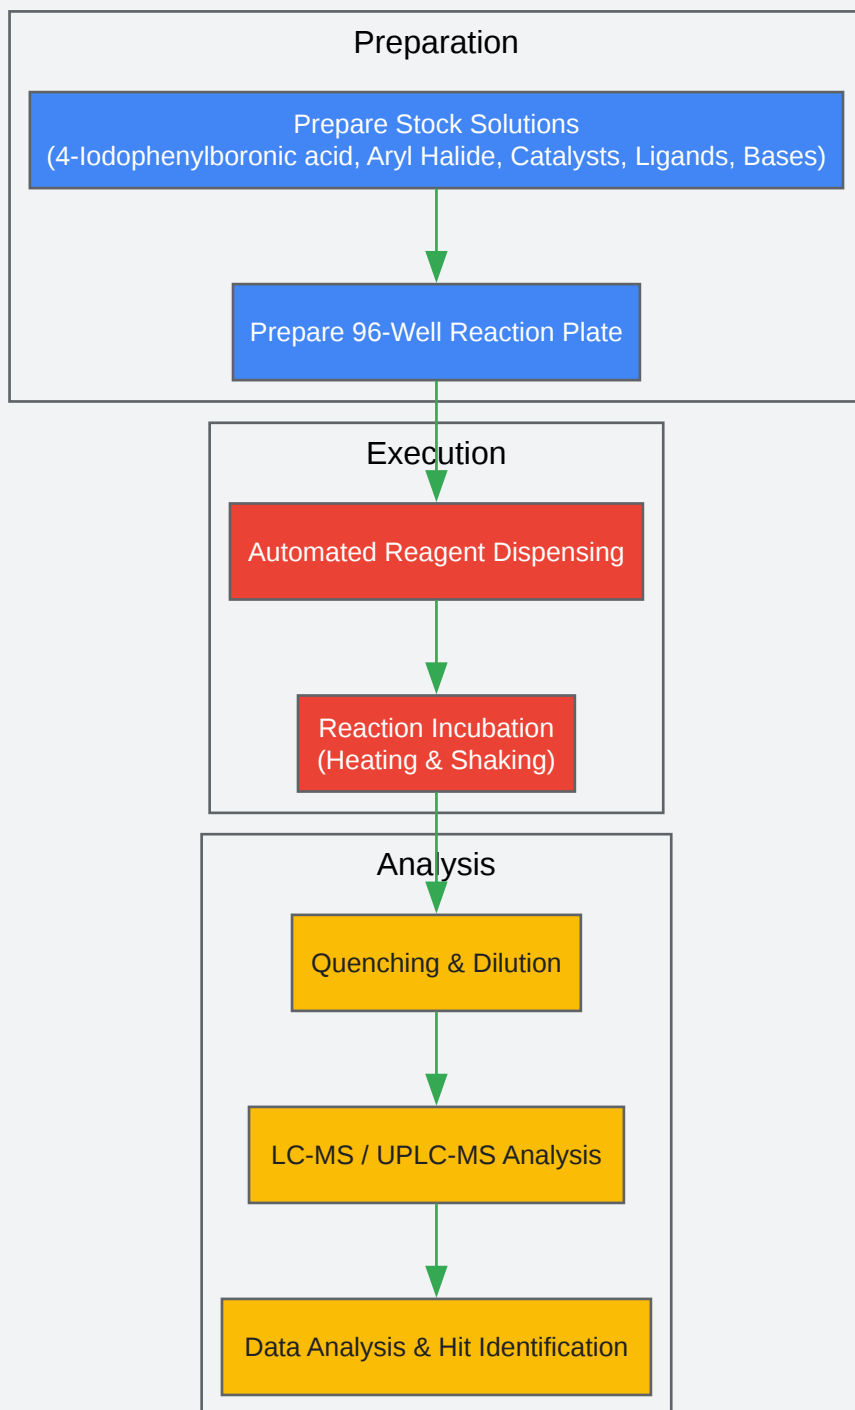 Preparation
Prepare Stock Solutions
(4-Iodophenylboronic acid, Aryl Halide, Catalysts, Ligands, Bases)
Prepare 96-Well Reaction Plate
Execution
Automated Reagent Dispensing
Reaction Incubation
(Heating & Shaking)
Analysis
Quenching & Dilution
LC-MS / UPLC-MS Analysis
Data Analysis & Hit Identification